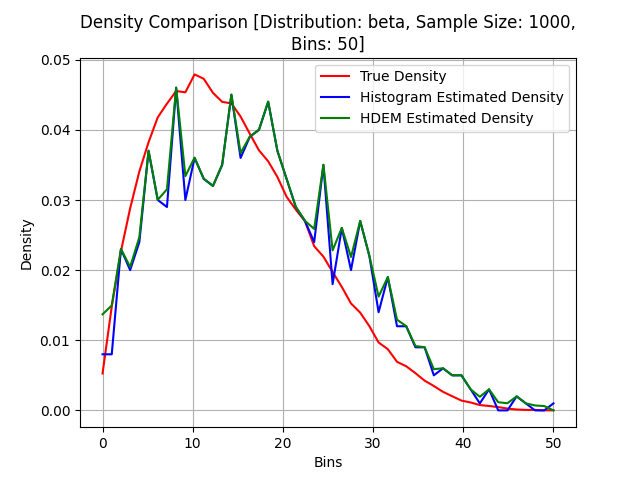 Density Comparison [Distribution: beta, Sample Size: 1000,
Bins: 50]
True Density
Histogram Estimated Density
HDEM Estimated Density
Density
0.05
0.04
0.03
0.02
0.01
0.00
0
10
20
30
40
50
Bins